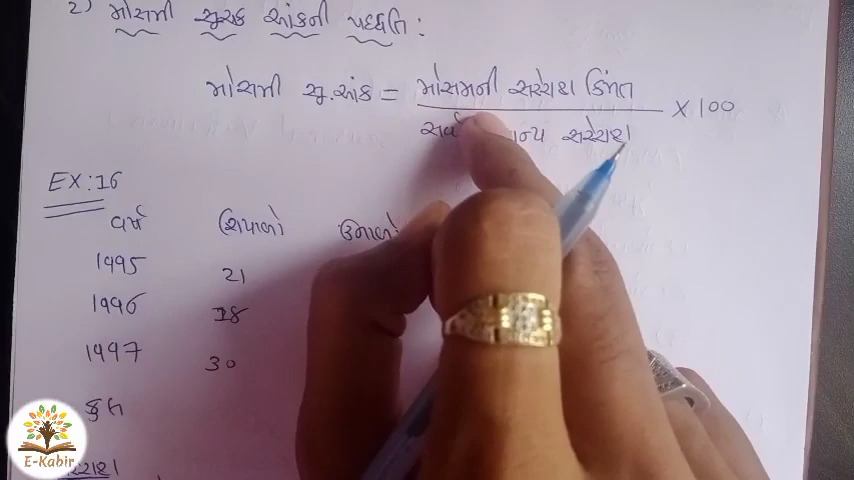 2) મોસમી સૂચક આંકની પદ્ધતિ :
મોસમી સૂ.આંક = મોસમની સરેરાશ કિંમત
× 100
સરેરાશ
EX:16
વર્ષ શિયાળો ઉનાળો
1995 21
1996 18
1997 30
કુલ
E-Kabir